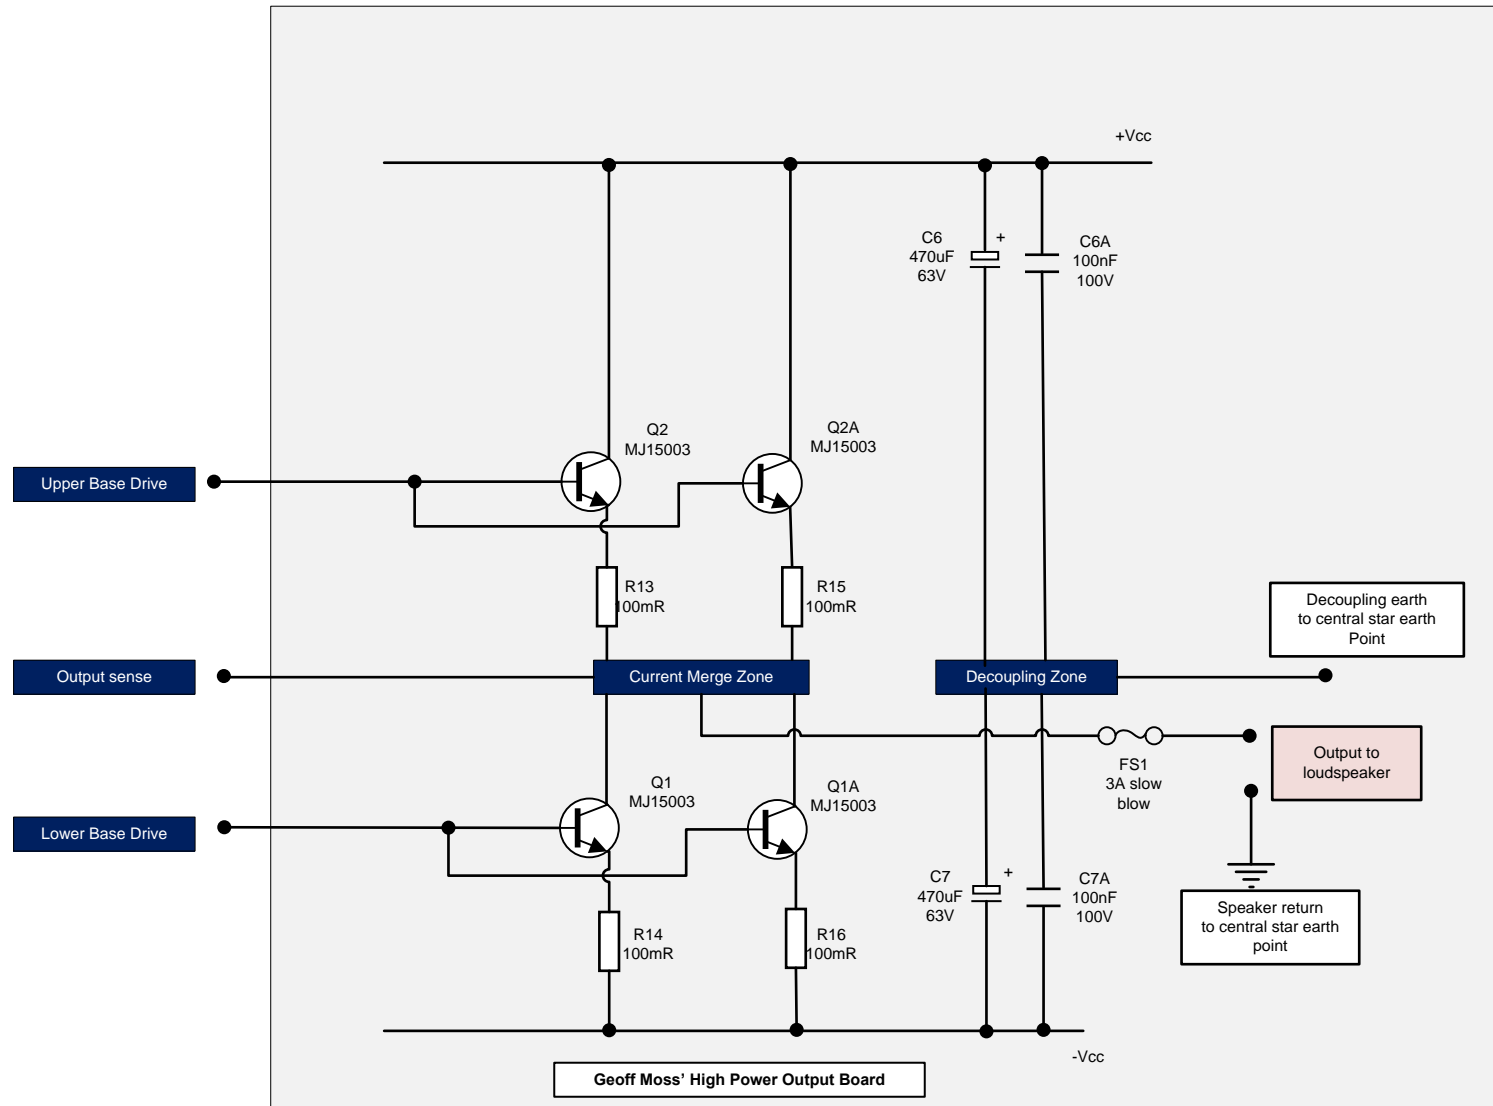 +Vcc
C6
470uF
63V
+
C6A
100nF
100V
Q2
MJ15003
Q2A
MJ15003
Upper Base Drive
R13
100mR
R15
100mR
Decoupling earth
to central star earth
Point
Output sense
Current Merge Zone
Decoupling Zone
Output to
loudspeaker
FS1
3A slow
blow
Q1
MJ15003
Q1A
MJ15003
Lower Base Drive
C7
470uF
63V
+
C7A
100nF
100V
Speaker return
to central star earth
point
R14
100mR
R16
100mR
-Vcc
Geoff Moss’ High Power Output Board